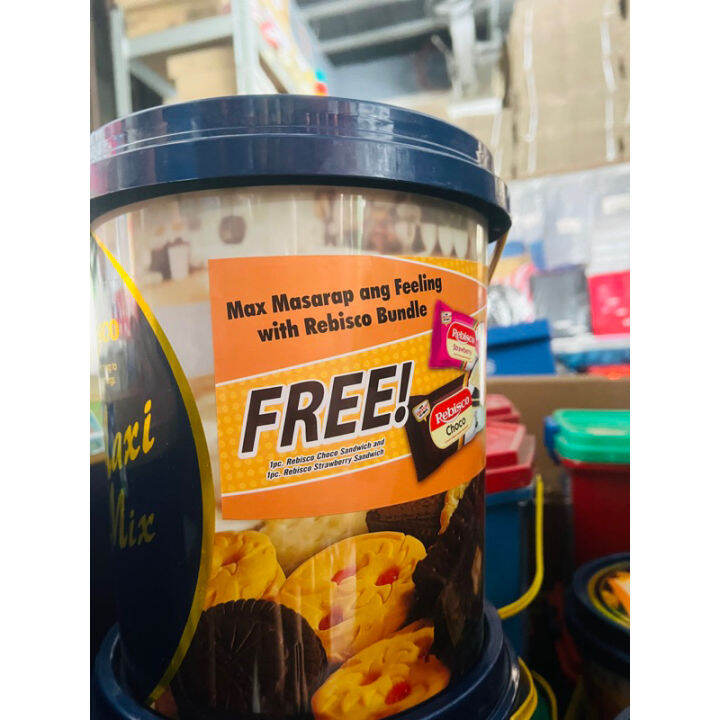 Max Masarap ang Feeling
with Rebisco Bundle
FREE!
1pc. Rebisco Choco Sandwich and
1pc. Rebisco Strawberry Sandwich
Rebisco
Strawberry
Rebisco
Choco
axi
Mix